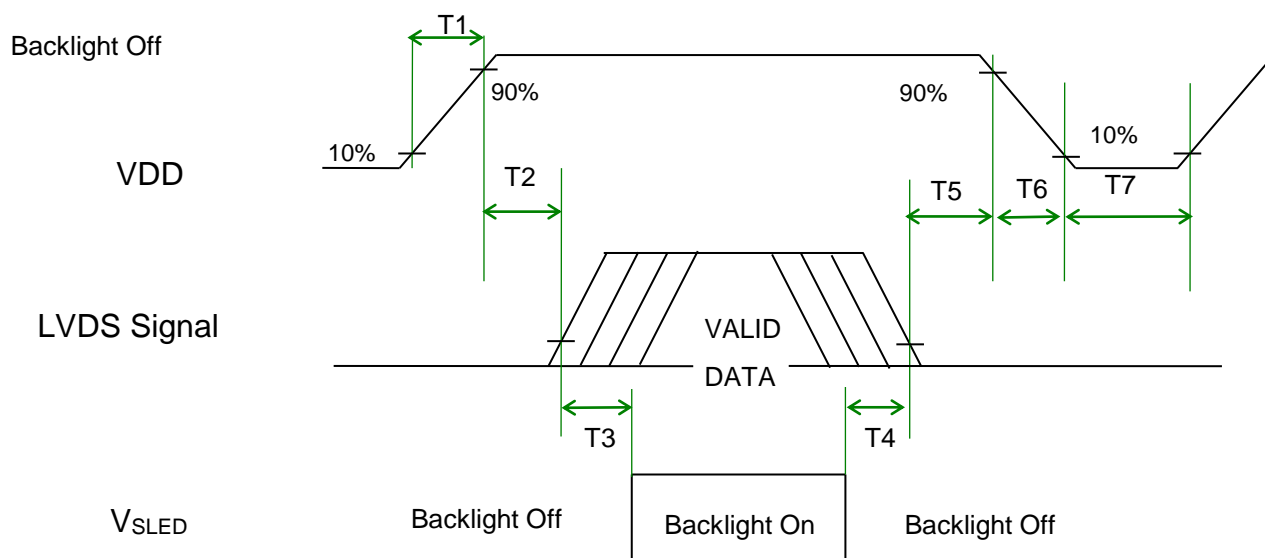 Backlight Off
T1
90%
90%
10%
10%
VDD
T2
T5
T6
T7
LVDS Signal
VALID
DATA
T3
T4
VSLED
Backlight Off
Backlight On
Backlight Off